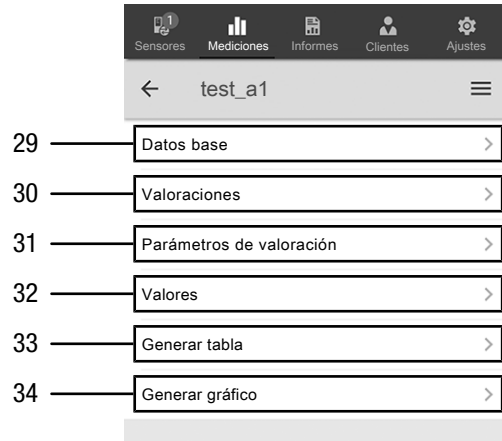 1
Sensores Mediciones Informes Clientes Ajustes
test_a1
29 Datos base
30 Valoraciones
31 Parámetros de valoración
32 Valores
33 Generar tabla
34 Generar gráfico